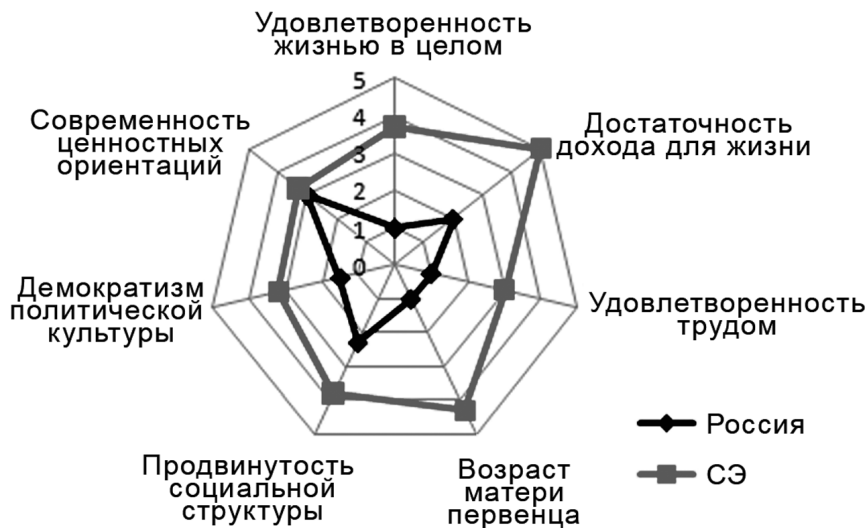 Удовлетворенность
жизнью в целом
5
4
3
2
1
0
Достаточность
дохода для жизни
Удовлетворенность
трудом
Возраст
матери
первенца
Продвинутость
социальной
структуры
Демократизм
политической
культуры
Современность
ценностных
ориентаций
Россия
СЭ